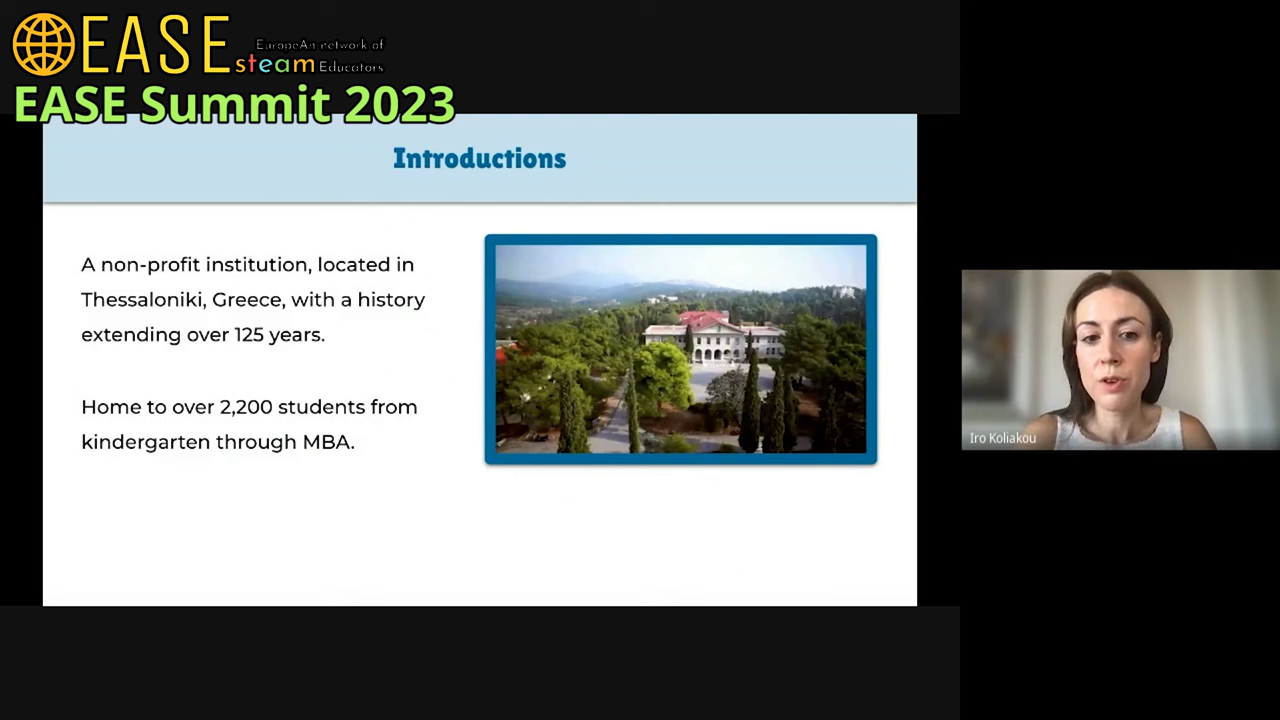 EASE
EuropeAn network of
steam Educators
EASE Summit 2023
Introductions
A non-profit institution, located in
Thessaloniki, Greece, with a history
extending over 125 years.
Home to over 2,200 students from
kindergarten through MBA.
Iro Koliakou